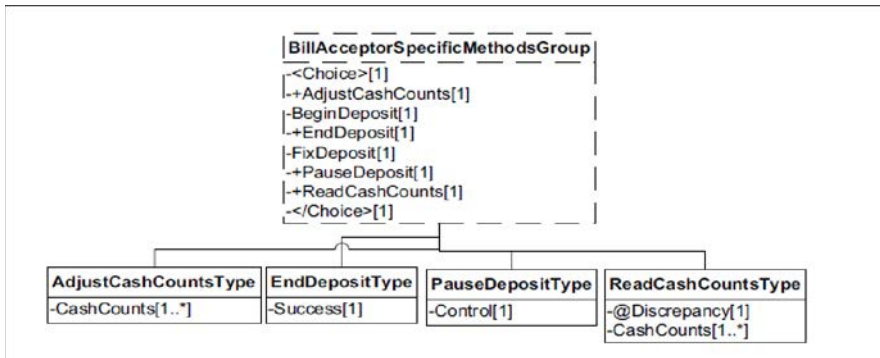 BillAcceptorSpecificMethodsGroup
-<Choice>[1]
-+AdjustCashCounts[1]
-BeginDeposit[1]
-+EndDeposit[1]
-FixDeposit[1]
-+PauseDeposit[1]
-+ReadCashCounts[1]
-</Choice>[1]
AdjustCashCountsType
-CashCounts[1..*]
EndDepositType
-Success[1]
PauseDepositType
-Control[1]
ReadCashCountsType
-@Discrepancy[1]
-CashCounts[1..*]